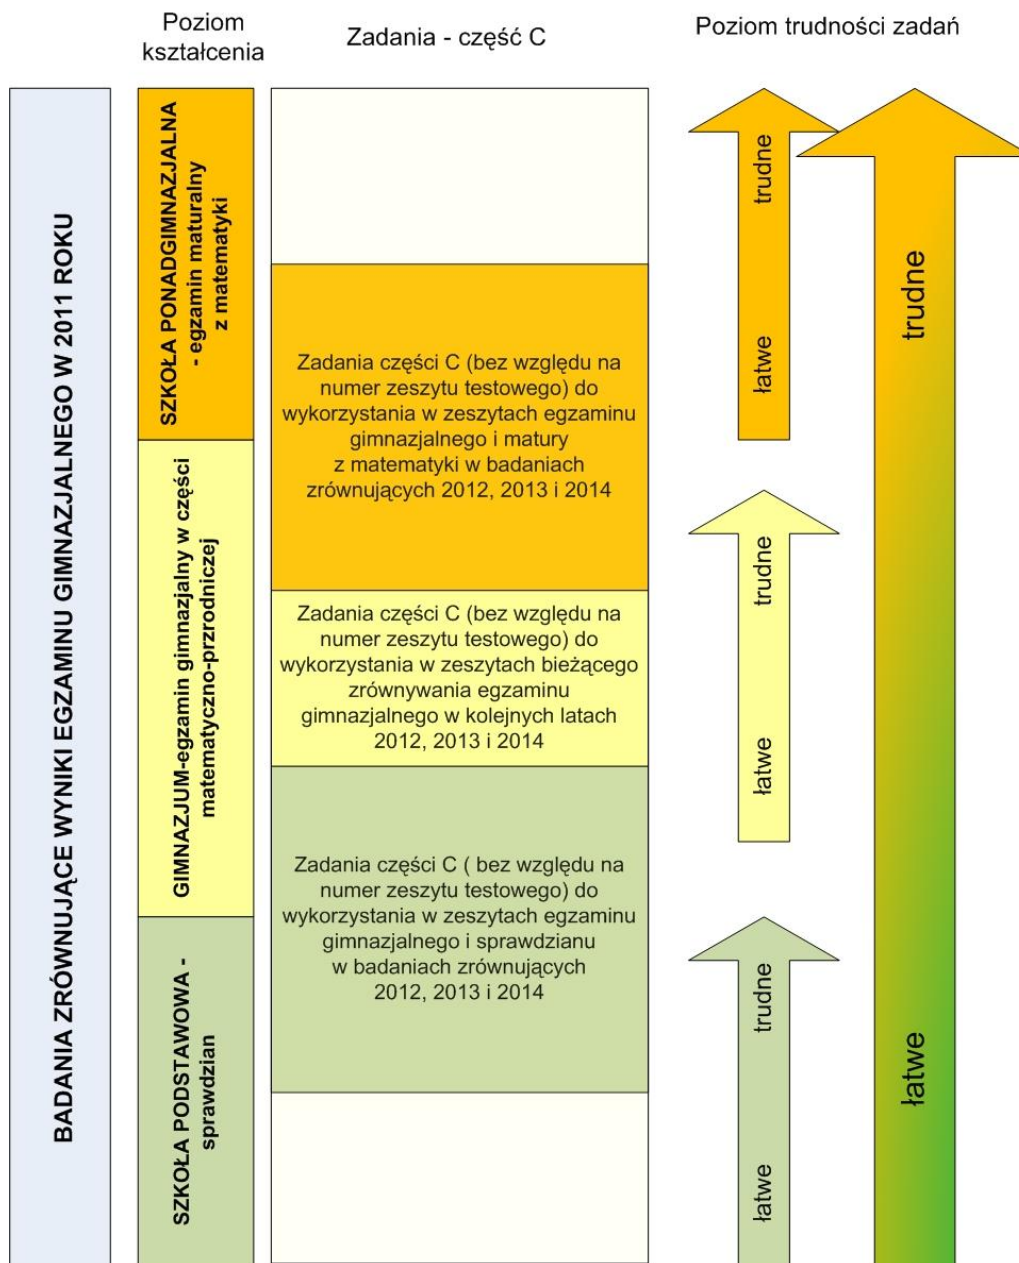 Poziom
kształcenia
Zadania - część C
Poziom trudności zadań
BADANIA ZRÓWNUJĄCE WYNIKI EGZAMINU GIMNAZJALNEGO W 2011 ROKU
SZKOŁA PONADGIMNAZJALNA
- egzamin maturalny
z matematyki
GIMNAZJUM-egzamin gimnazjalny w części
matematyczno-przrodniczej
SZKOŁA PODSTAWOWA -
sprawdzian
Zadania części C (bez względu na
numer zeszytu testowego) do
wykorzystania w zeszytach egzaminu
gimnazjalnego i matury
z matematyki w badaniach
zrównujących 2012, 2013 i 2014
Zadania części C (bez względu na
numer zeszytu testowego) do
wykorzystania w zeszytach bieżącego
zrównywania egzaminu
gimnazjalnego w kolejnych latach
2012, 2013 i 2014
Zadania części C ( bez względu na
numer zeszytu testowego) do
wykorzystania w zeszytach egzaminu
gimnazjalnego i sprawdzianu
w badaniach zrównujących
2012, 2013 i 2014
trudne
łatwe
trudne
łatwe
trudne
łatwe
trudne
łatwe